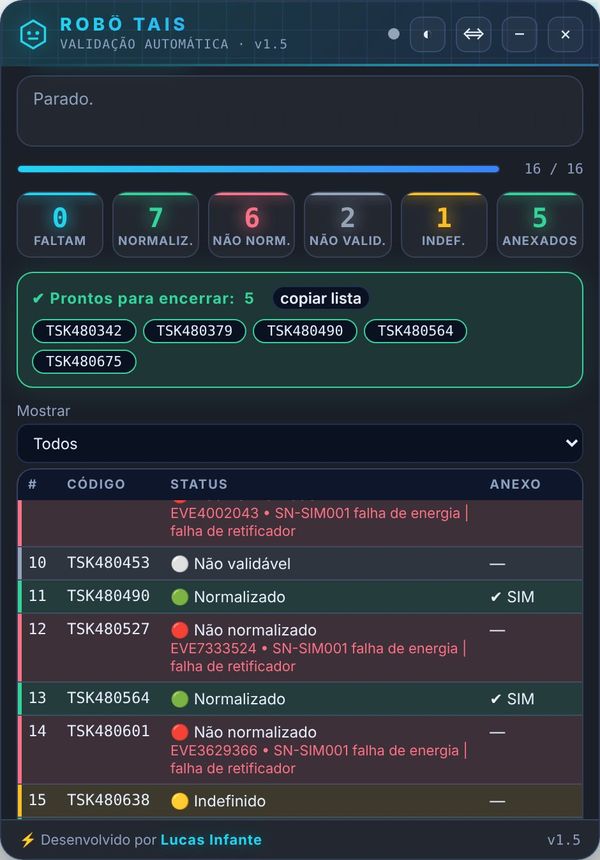 ROBÔ TAIS
VALIDAÇÃO AUTOMÁTICA · v1.5
Parado.
16 / 16
0
FALTAM
7
NORMALIZ.
6
NÃO NORM.
2
NÃO VALID.
1
INDEF.
5
ANEXADOS
✔ Prontos para encerrar: 5 copiar lista
TSK480342 TSK480379 TSK480490 TSK480564
TSK480675
Mostrar
Todos
# CÓDIGO STATUS ANEXO
EVE4002043 • SN-SIM001 falha de energia |
falha de retificador
10 TSK480453 Não validável —
11 TSK480490 Normalizado ✔ SIM
12 TSK480527 Não normalizado —
EVE7333524 • SN-SIM001 falha de energia |
falha de retificador
13 TSK480564 Normalizado ✔ SIM
14 TSK480601 Não normalizado —
EVE3629366 • SN-SIM001 falha de energia |
falha de retificador
15 TSK480638 Indefinido —
⚡ Desenvolvido por Lucas Infante v1.5